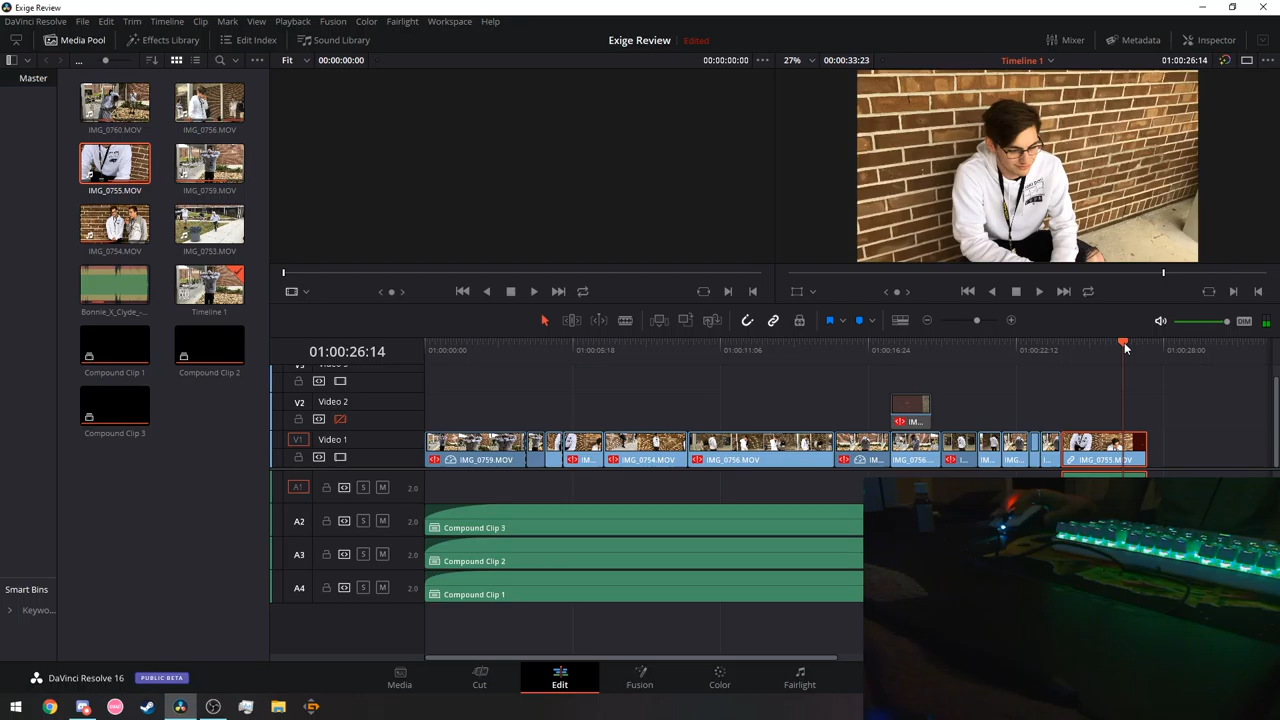 Exige Review
DaVinci Resolve File Edit Trim Timeline Clip Mark View Playback Fusion Color Fairlight Workspace Help
Media Pool Effects Library Edit Index Sound Library Exige Review Edited Mixer Metadata Inspector
... Fit 00:00:00:00 00:00:00:00 27% 00:00:33:23 Timeline 1 01:00:26:14
Master
IMG_0760.MOV IMG_0756.MOV
IMG_0755.MOV IMG_0759.MOV
IMG_0754.MOV IMG_0753.MOV
Bonnie_X_Clyde_-... Timeline 1
Compound Clip 1 Compound Clip 2
Compound Clip 3
DIM
01:00:26:14 01:00:00:00 01:00:05:18 01:00:11:06 01:00:16:24 01:00:22:12 01:00:28:00
V2 Video 2
IM...
V1 Video 1
IMG_0759.MOV IM... IMG_0754.MOV IMG_0756.MOV IM... IMG_0756.... I... IM... IMG... I... IMG_0755.MOV
A1 S M 2.0
A2 S M 2.0 Compound Clip 3
A3 S M 2.0 Compound Clip 2
A4 S M 2.0 Compound Clip 1
Smart Bins
Keywo...
DaVinci Resolve 16 PUBLIC BETA Media Cut Edit Fusion Color Fairlight